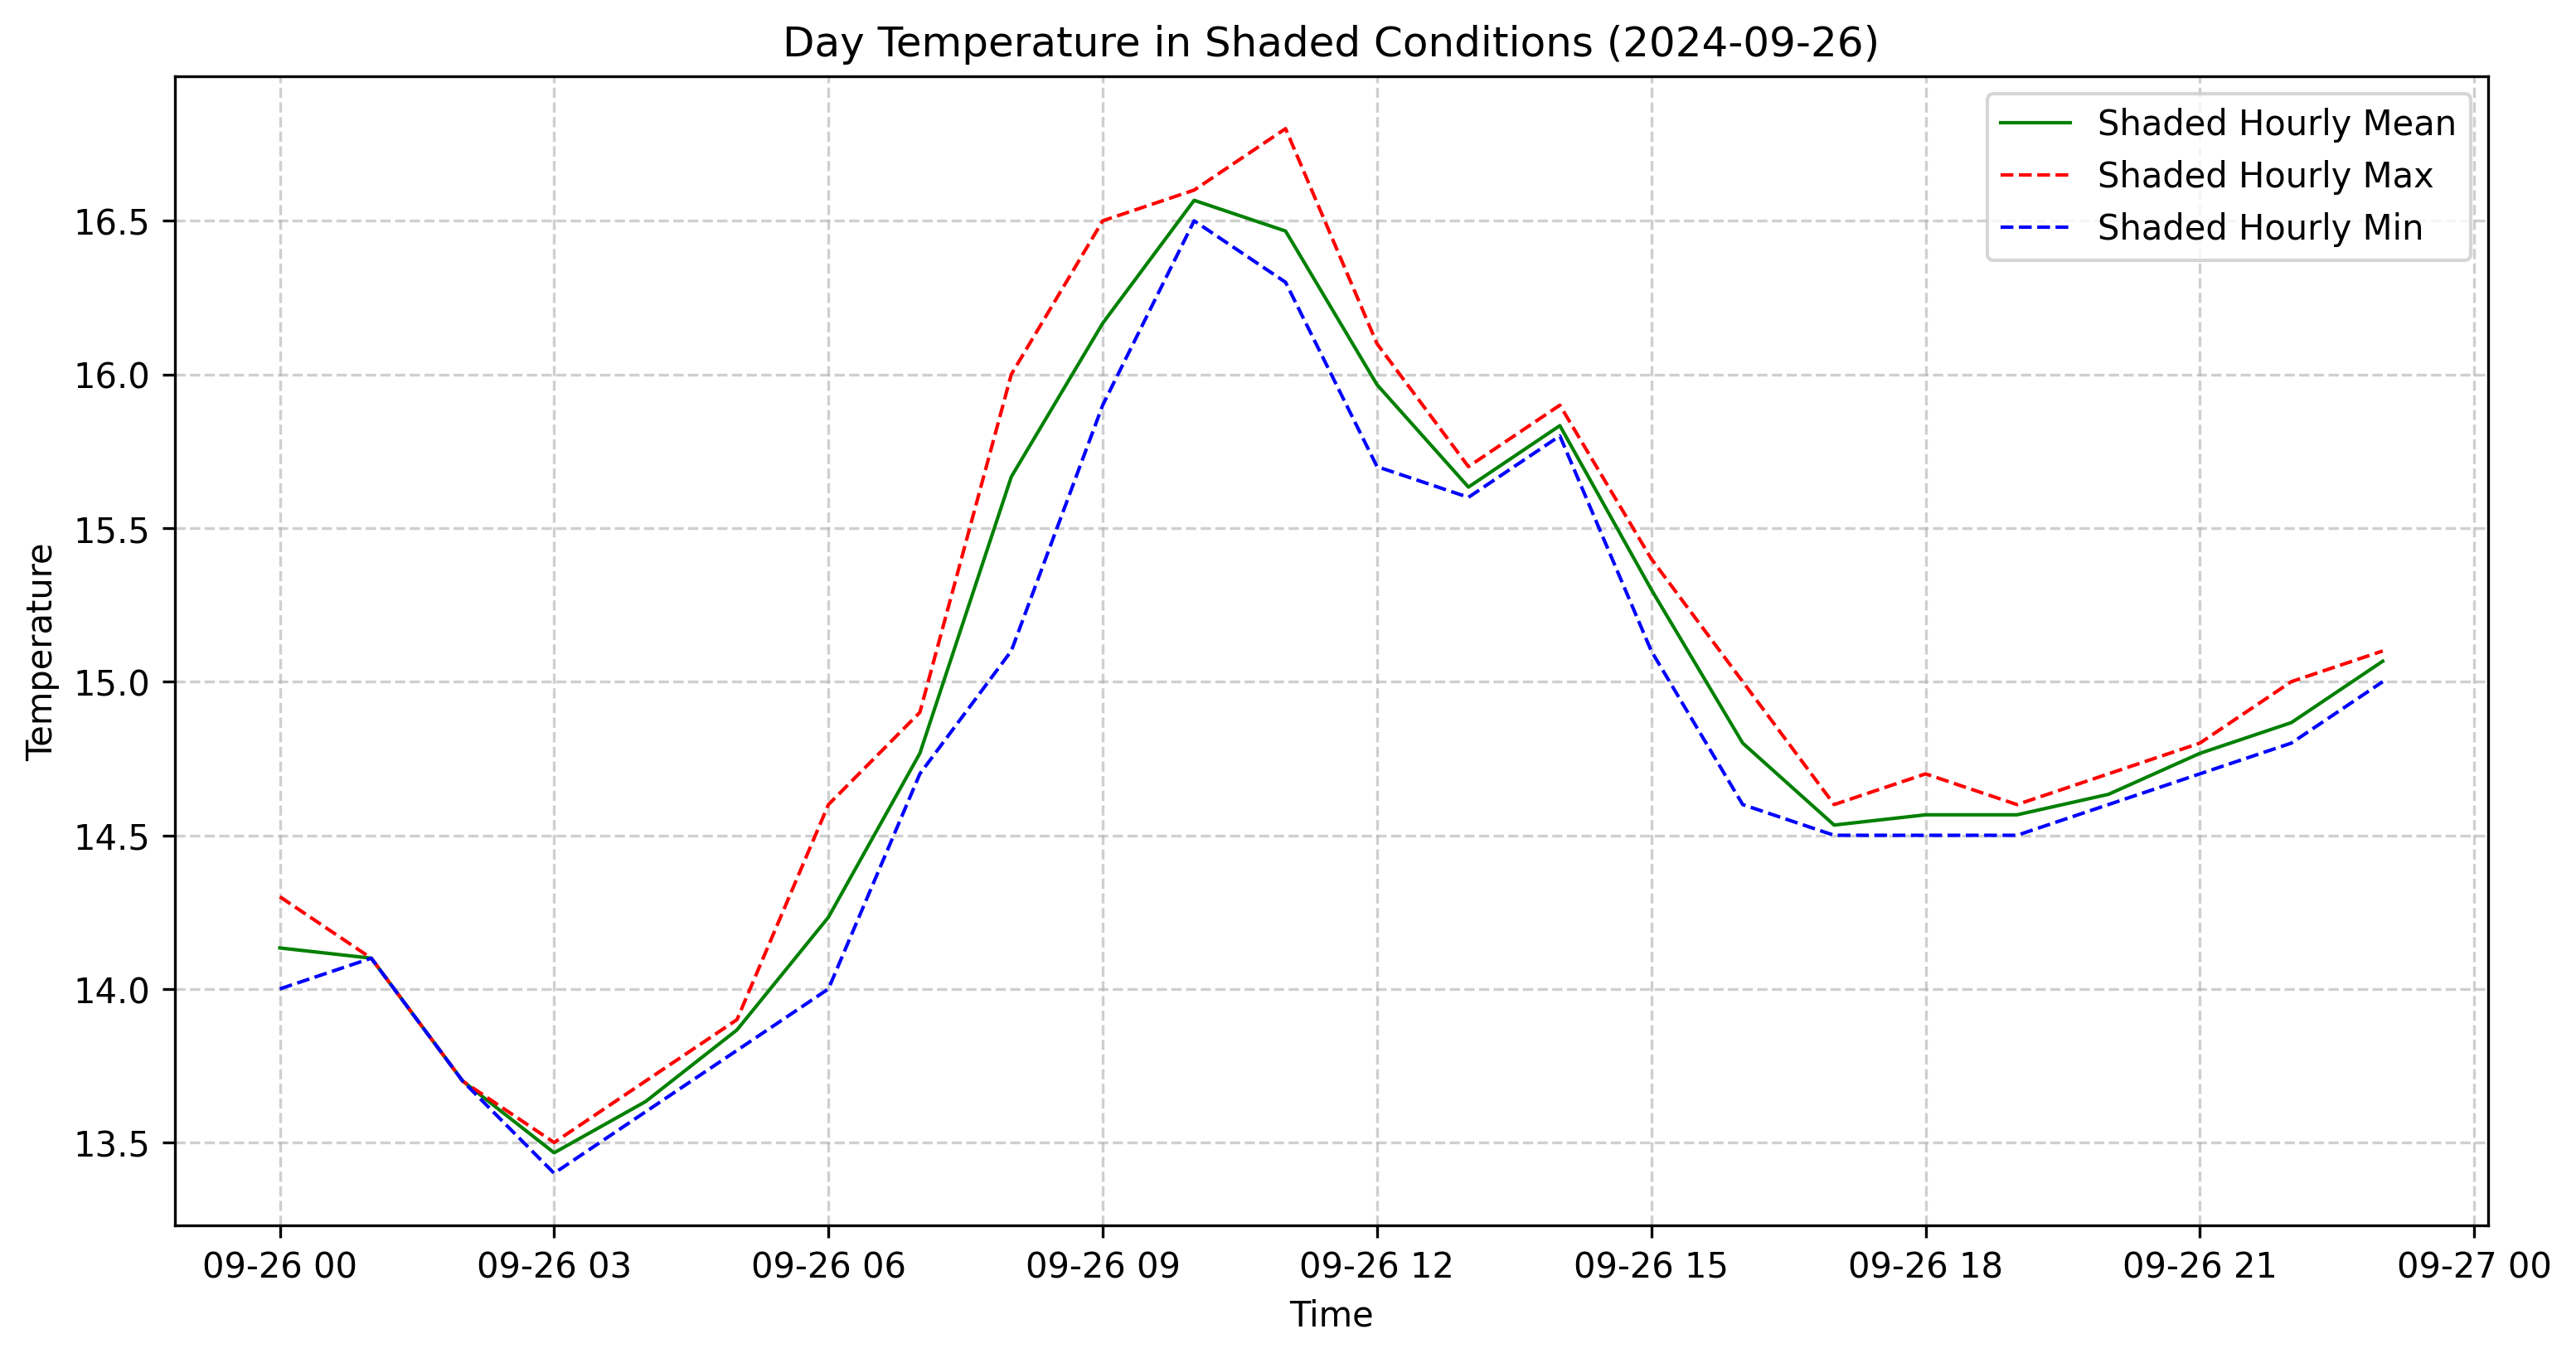 Day Temperature in Shaded Conditions (2024-09-26)
Shaded Hourly Mean
Shaded Hourly Max
Shaded Hourly Min
Temperature
16.5
16.0
15.5
15.0
14.5
14.0
13.5
09-26 00 09-26 03 09-26 06 09-26 09 09-26 12 09-26 15 09-26 18 09-26 21 09-27 00
Time